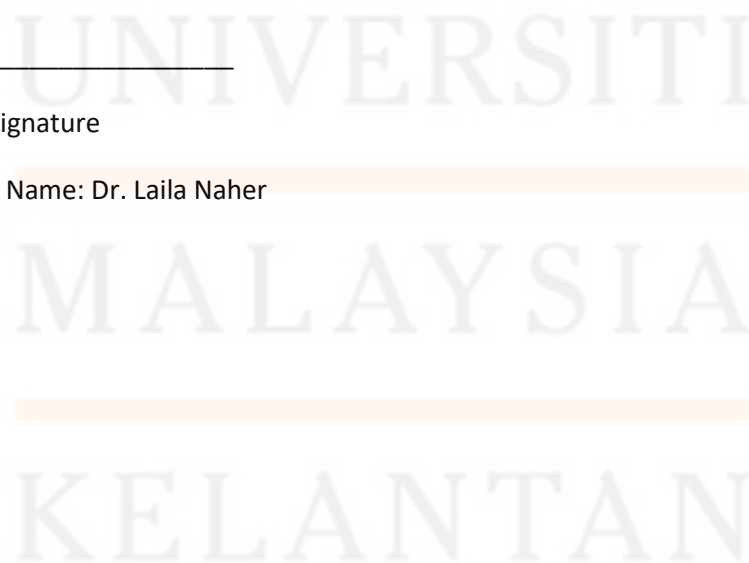 UNIVERSITI
ignature
Name: Dr. Laila Naher
MALAYSIA
KELANTAN